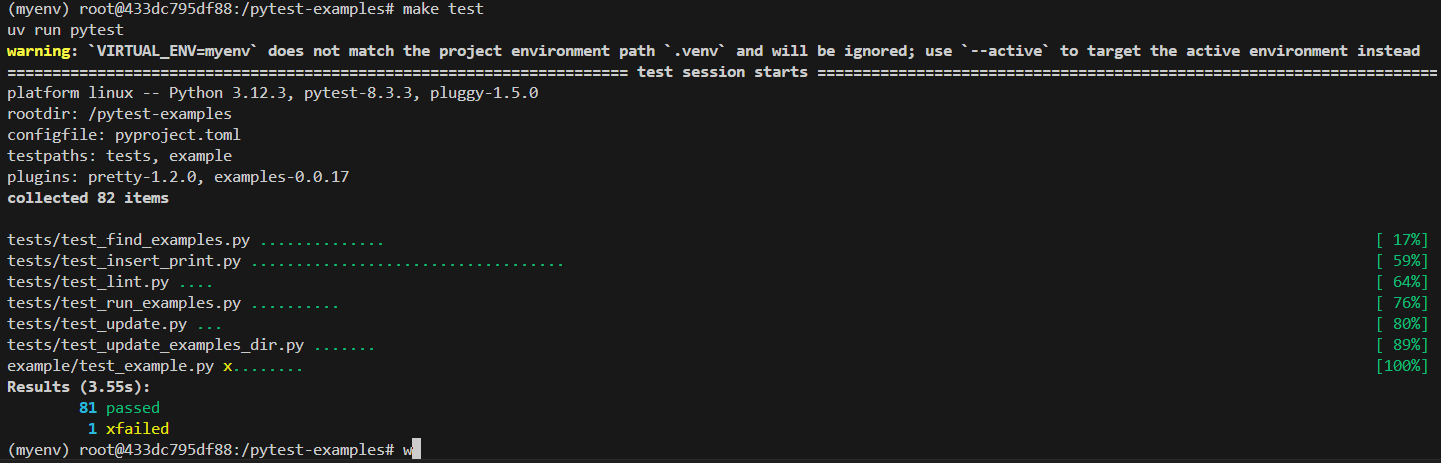 (myenv) root@433dc795df88:/pytest-examples# make test
uv run pytest
warning: `VIRTUAL_ENV=myenv` does not match the project environment path `.venv` and will be ignored; use `--active` to target the active environment instead
===================================================================== test session starts =====================================================================
platform linux -- Python 3.12.3, pytest-8.3.3, pluggy-1.5.0
rootdir: /pytest-examples
configfile: pyproject.toml
testpaths: tests, example
plugins: pretty-1.2.0, examples-0.0.17
collected 82 items
tests/test_find_examples.py .............. [ 17%]
tests/test_insert_print.py ................................... [ 59%]
tests/test_lint.py .... [ 64%]
tests/test_run_examples.py .......... [ 76%]
tests/test_update.py ... [ 80%]
tests/test_update_examples_dir.py ....... [ 89%]
example/test_example.py x........ [100%]
Results (3.55s):
81 passed
1 xfailed
(myenv) root@433dc795df88:/pytest-examples# w